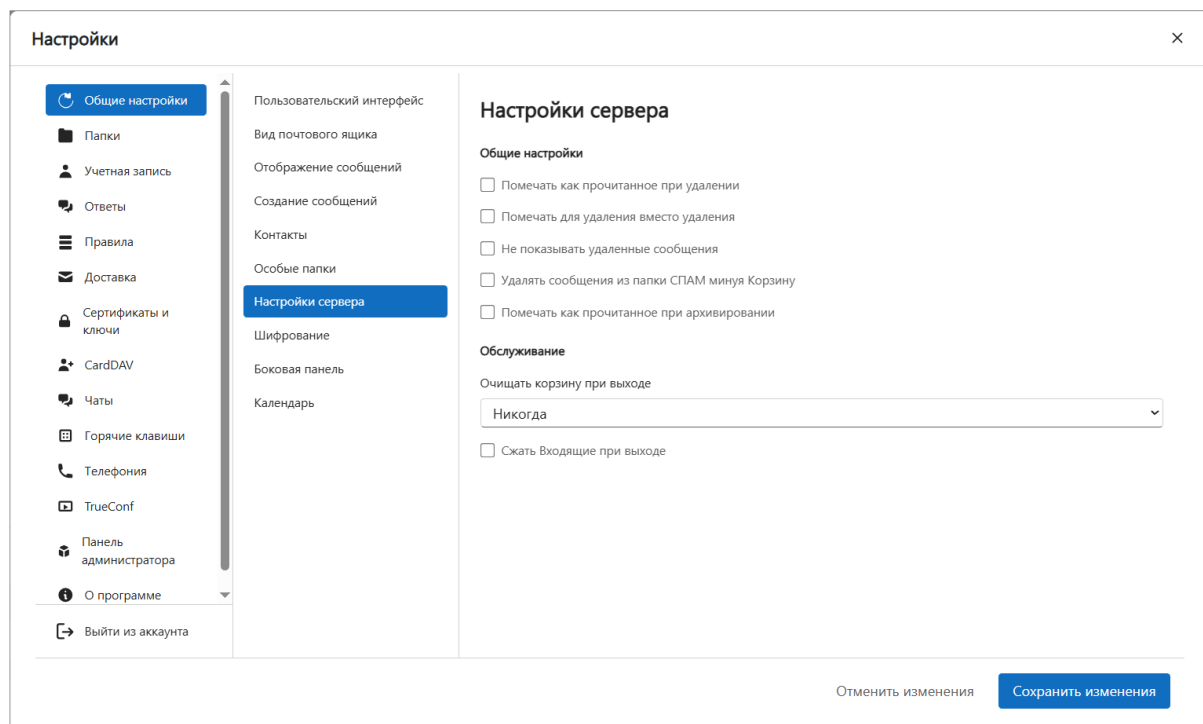 Настройки
Общие настройки
Папки
Учетная запись
Ответы
Правила
Доставка
Сертификаты и
ключи
CardDAV
Чаты
Горячие клавиши
Телефония
TrueConf
Панель
администратора
О программе
Выйти из аккаунта
Пользовательский интерфейс
Вид почтового ящика
Отображение сообщений
Создание сообщений
Контакты
Особые папки
Настройки сервера
Шифрование
Боковая панель
Календарь
Настройки сервера
Общие настройки
Помечать как прочитанное при удалении
Помечать для удаления вместо удаления
Не показывать удаленные сообщения
Удалять сообщения из папки СПАМ минуя Корзину
Помечать как прочитанное при архивировании
Обслуживание
Очищать корзину при выходе
Никогда
Сжать Входящие при выходе
Отменить изменения
Сохранить изменения